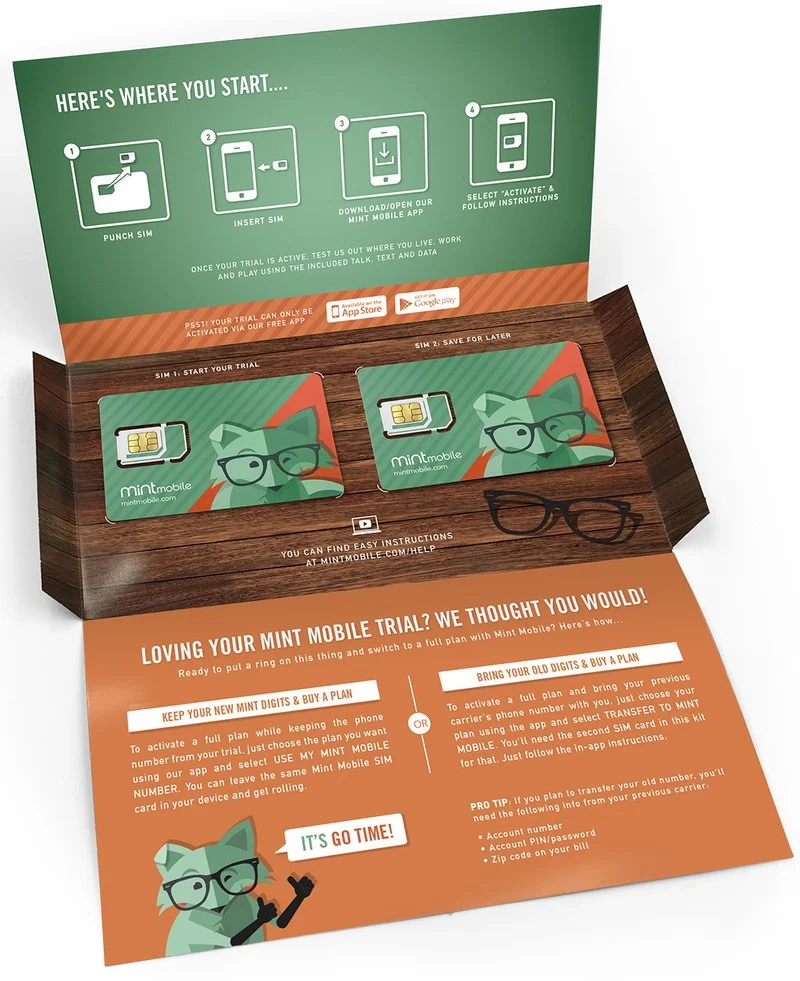 HERE'S WHERE YOU START....
1
2
3
4
PUNCH SIM
INSERT SIM
DOWNLOAD/OPEN OUR
MINT MOBILE APP
SELECT "ACTIVATE" &
FOLLOW INSTRUCTIONS
ONCE YOUR TRIAL IS ACTIVE, TEST US OUT WHERE YOU LIVE, WORK
AND PLAY USING THE INCLUDED TALK, TEXT AND DATA
PSST! YOUR TRIAL CAN ONLY BE
ACTIVATED VIA OUR FREE APP
Available on the
App Store
GET IT ON
Google play
SIM 1: START YOUR TRIAL
SIM 2: SAVE FOR LATER
mintmobile
mintmobile.com
mintmobile
mintmobile.com
YOU CAN FIND EASY INSTRUCTIONS
AT MINTMOBILE.COM/HELP
LOVING YOUR MINT MOBILE TRIAL? WE THOUGHT YOU WOULD!
Ready to put a ring on this thing and switch to a full plan with Mint Mobile? Here's how...
KEEP YOUR NEW MINT DIGITS & BUY A PLAN
To activate a full plan while keeping the phone
number from your trial, just choose the plan you want
using our app and select USE MY MINT MOBILE
NUMBER. You can leave the same Mint Mobile SIM
card in your device and get rolling.
OR
BRING YOUR OLD DIGITS & BUY A PLAN
To activate a full plan and bring your previous
carrier's phone number with you, just choose your
plan using the app and select TRANSFER TO MINT
MOBILE. You'll need the second SIM card in this kit
for that. Just follow the in-app instructions.
PRO TIP: If you plan to transfer your old number, you'll
need the following info from your previous carrier:
• Account number
• Account PIN/password
• Zip code on your bill
IT'S GO TIME!